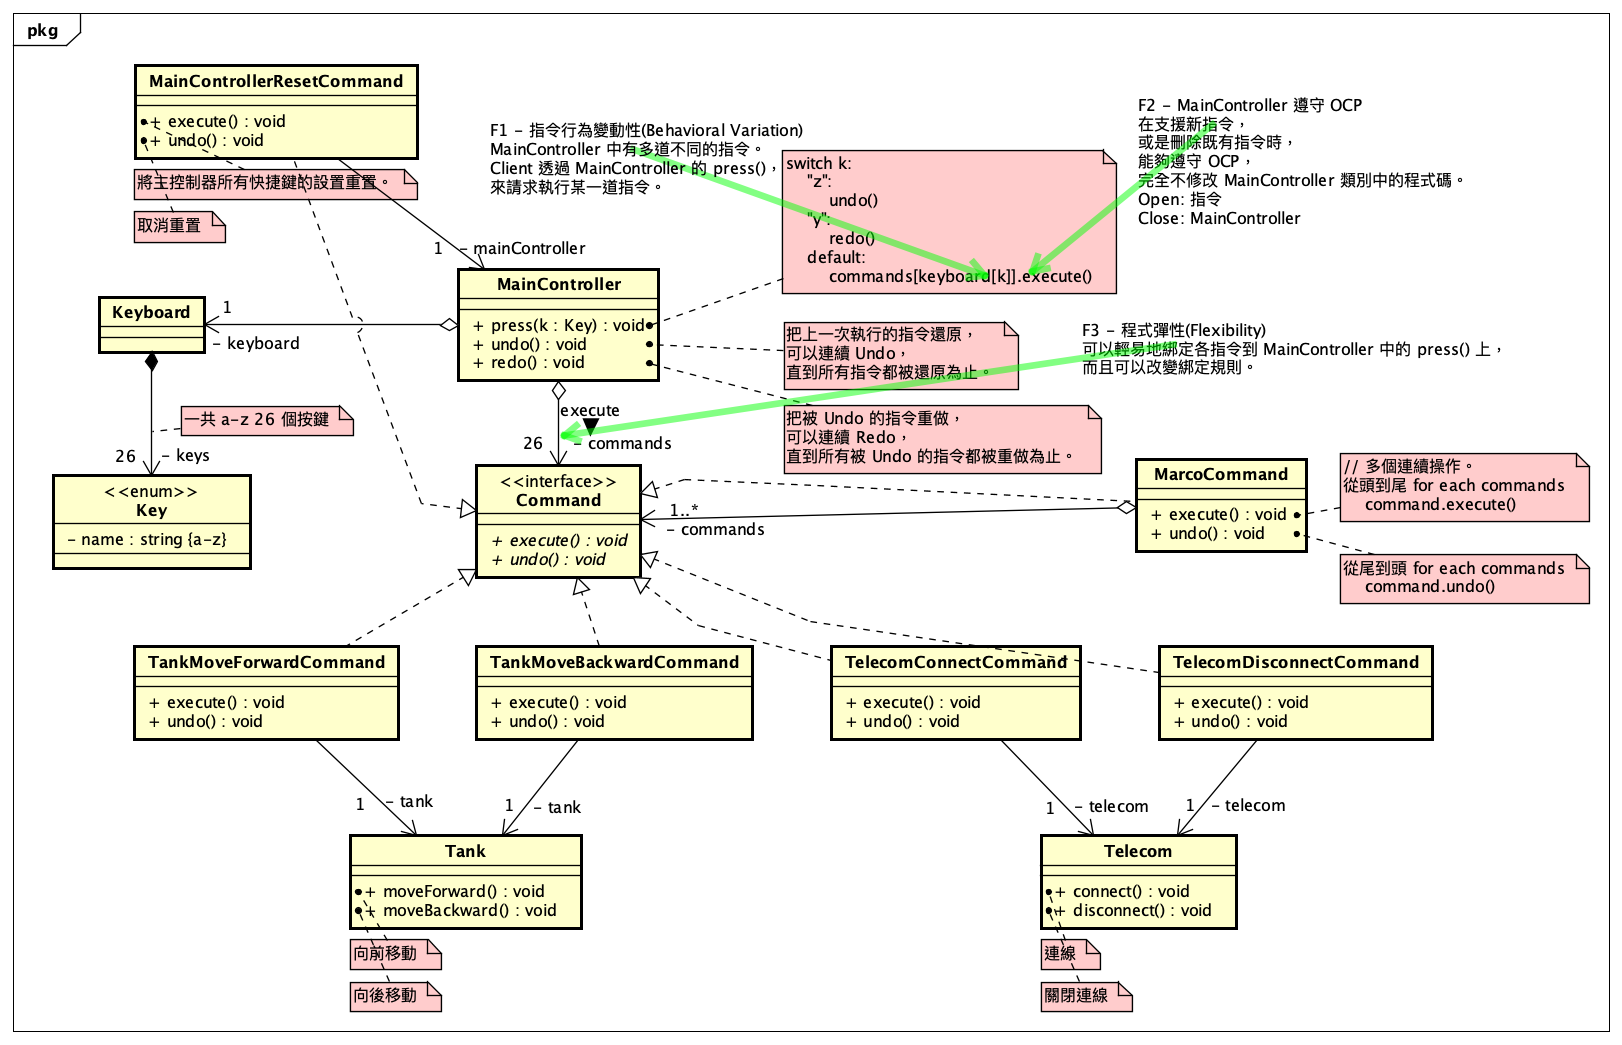 pkg
MainControllerResetCommand
+ execute() : void
+ undo() : void
將主控制器所有快捷鍵的設置重置。
取消重置
F1 - 指令行為變動性(Behavioral Variation)
MainController 中有多道不同的指令。
Client 透過 MainController 的 press()，
來請求執行某一道指令。
switch k:
"z":
undo()
"y":
redo()
default:
commands[keyboard[k]].execute()
F2 - MainController 遵守 OCP
在支援新指令，
或是刪除既有指令時，
能夠遵守 OCP，
完全不修改 MainController 類別中的程式碼。
Open: 指令
Close: MainController
1
- mainController
MainController
+ press(k : Key) : void
+ undo() : void
+ redo() : void
Keyboard
1
- keyboard
把上一次執行的指令還原，
可以連續 Undo，
直到所有指令都被還原為止。
F3 - 程式彈性(Flexibility)
可以輕易地綁定各指令到 MainController 中的 press() 上，
而且可以改變綁定規則。
把被 Undo 的指令重做，
可以連續 Redo，
直到所有被 Undo 的指令都被重做為止。
一共 a-z 26 個按鍵
26
- keys
execute
26
- commands
<<enum>>
Key
- name : string {a-z}
<<interface>>
Command
+ execute() : void
+ undo() : void
1..*
- commands
MarcoCommand
+ execute() : void
+ undo() : void
// 多個連續操作。
從頭到尾 for each commands
command.execute()
從尾到頭 for each commands
command.undo()
TankMoveForwardCommand
+ execute() : void
+ undo() : void
TankMoveBackwardCommand
+ execute() : void
+ undo() : void
TelecomConnectCommand
+ execute() : void
+ undo() : void
TelecomDisconnectCommand
+ execute() : void
+ undo() : void
1
- tank
1
- tank
1
- telecom
1
- telecom
Tank
+ moveForward() : void
+ moveBackward() : void
向前移動
向後移動
Telecom
+ connect() : void
+ disconnect() : void
連線
關閉連線